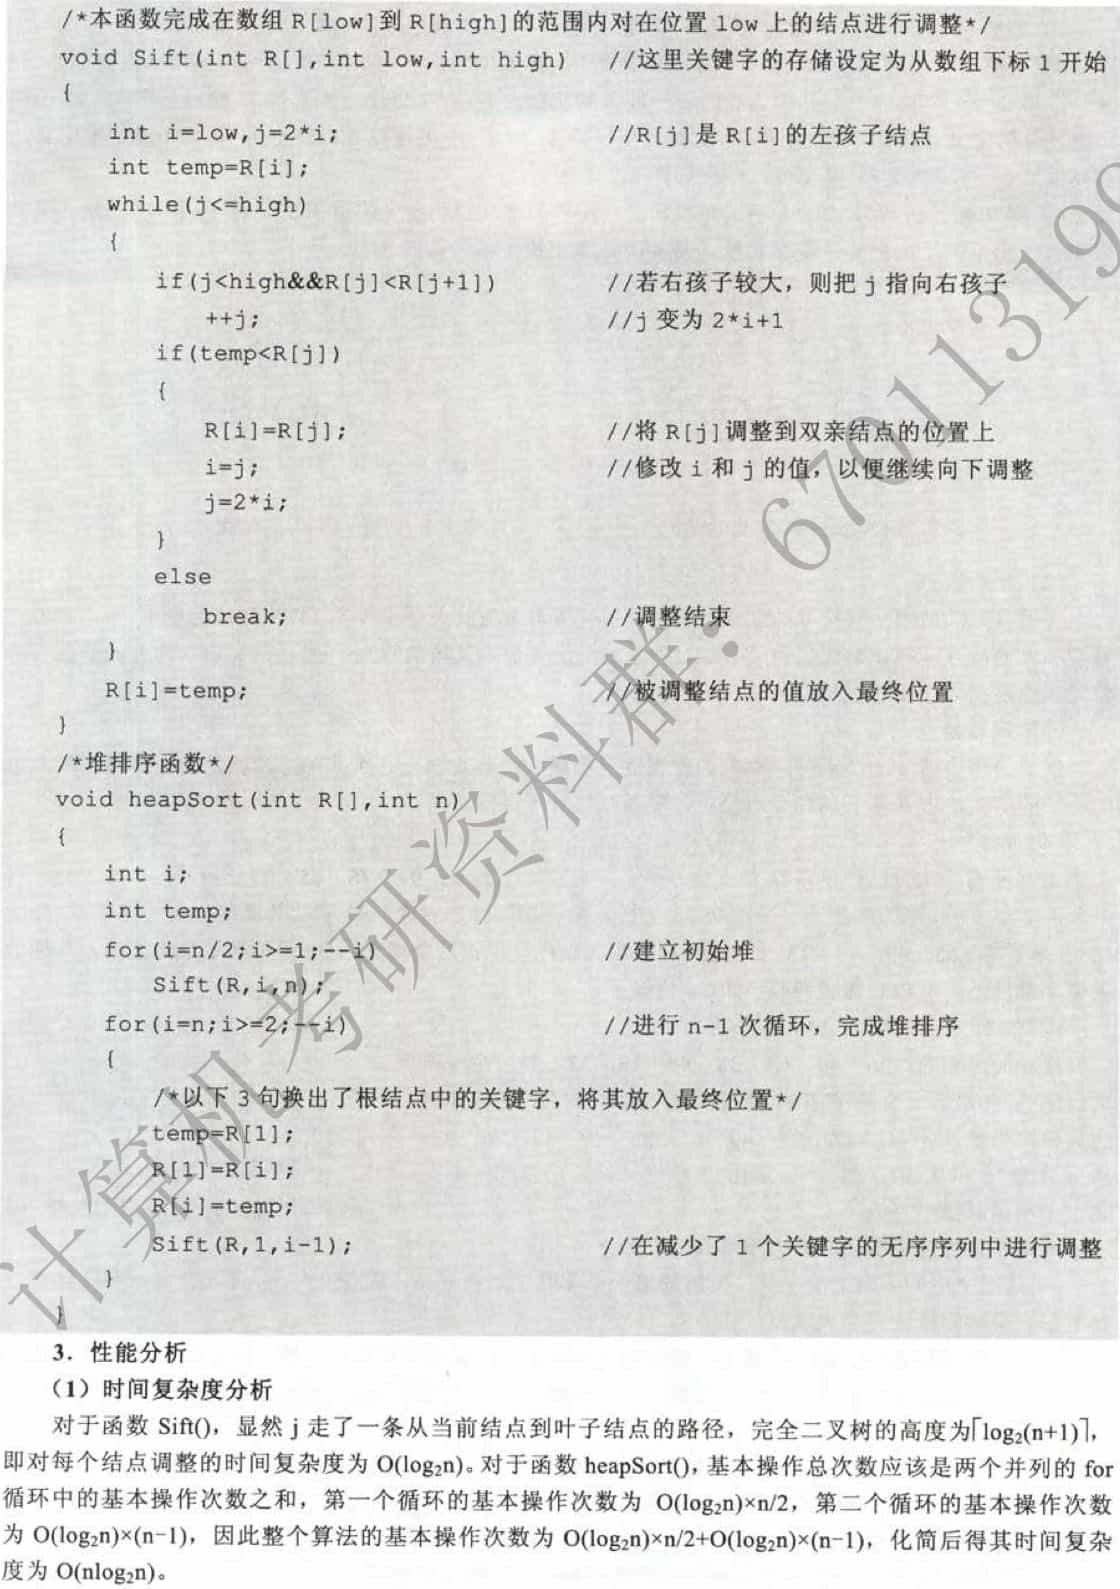 /*本函数完成在数组 R[low]到 R[high]的范围内对在位置 low 上的结点进行调整*/
void Sift(int R[],int low,int high) //这里关键字的存储设定为从数组下标 1 开始
{
int i=low,j=2*i; //R[j]是 R[i]的左孩子结点
int temp=R[i];
while(j<=high)
{
if(j<high&&R[j]<R[j+1]) //若右孩子较大，则把 j 指向右孩子
++j; //j 变为 2*i+1
if(temp<R[j])
{
R[i]=R[j]; //将 R[j]调整到双亲结点的位置上
i=j; //修改 i 和 j 的值，以便继续向下调整
j=2*i;
}
else
break; //调整结束
}
R[i]=temp; //被调整结点的值放入最终位置
}
/*堆排序函数*/
void heapSort(int R[],int n)
{
int i;
int temp;
for(i=n/2;i>=1;--i) //建立初始堆
Sift(R,i,n);
for(i=n;i>=2;--i) //进行 n-1 次循环，完成堆排序
{
/*以下 3 句换出了根结点中的关键字，将其放入最终位置*/
temp=R[1];
R[1]=R[i];
R[i]=temp;
Sift(R,1,i-1); //在减少了 1 个关键字的无序序列中进行调整
}
}
3．性能分析
（1）时间复杂度分析
对于函数 Sift()，显然 j 走了一条从当前结点到叶子结点的路径，完全二叉树的高度为⌈log₂(n+1)⌉，
即对每个结点调整的时间复杂度为 O(log₂n)。对于函数 heapSort()，基本操作总次数应该是两个并列的 for
循环中的基本操作次数之和，第一个循环的基本操作次数为 O(log₂n)×n/2，第二个循环的基本操作次数
为 O(log₂n)×(n−1)，因此整个算法的基本操作次数为 O(log₂n)×n/2+O(log₂n)×(n−1)，化简后得其时间复杂
度为 O(nlog₂n)。
计算机考研资料群：67011319